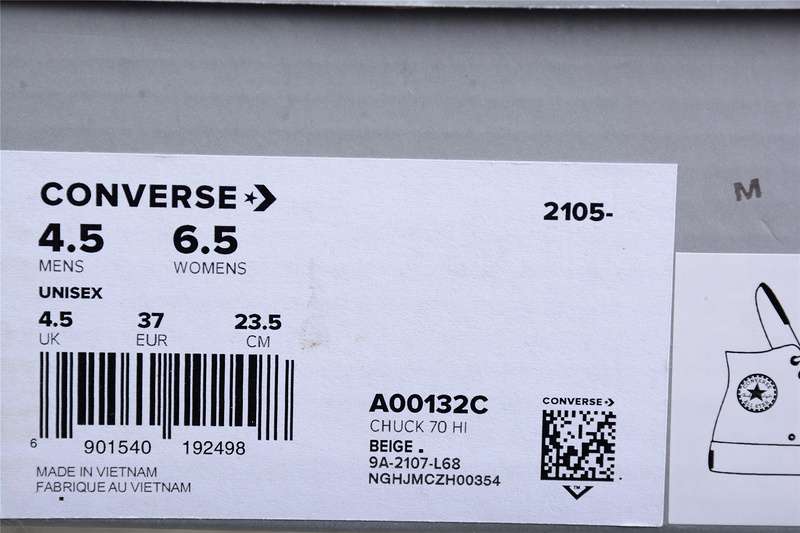 CONVERSE
2105-
M
4.5 6.5
MENS WOMENS
UNISEX
4.5 37 23.5
UK EUR CM
6 901540 192498
MADE IN VIETNAM
FABRIQUE AU VIETNAM
A00132C
CHUCK 70 HI
BEIGE .
9A-2107-L68
NGHJMCZH00354
CONVERSE
CONVERSE